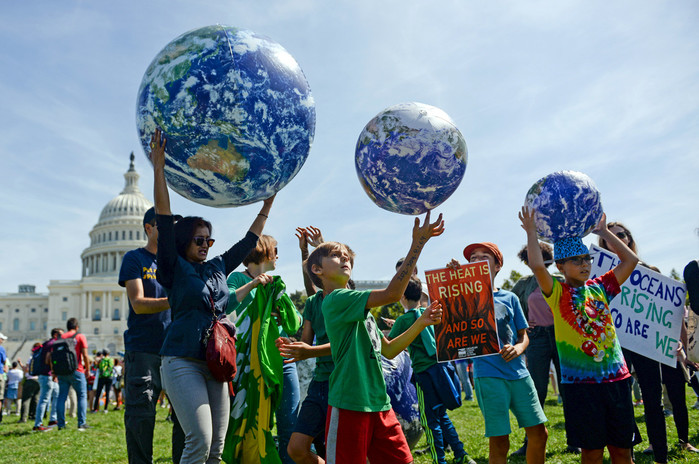 THE HEAT IS
RISING
AND SO
ARE WE
OCEANS
RISING
SO ARE WE